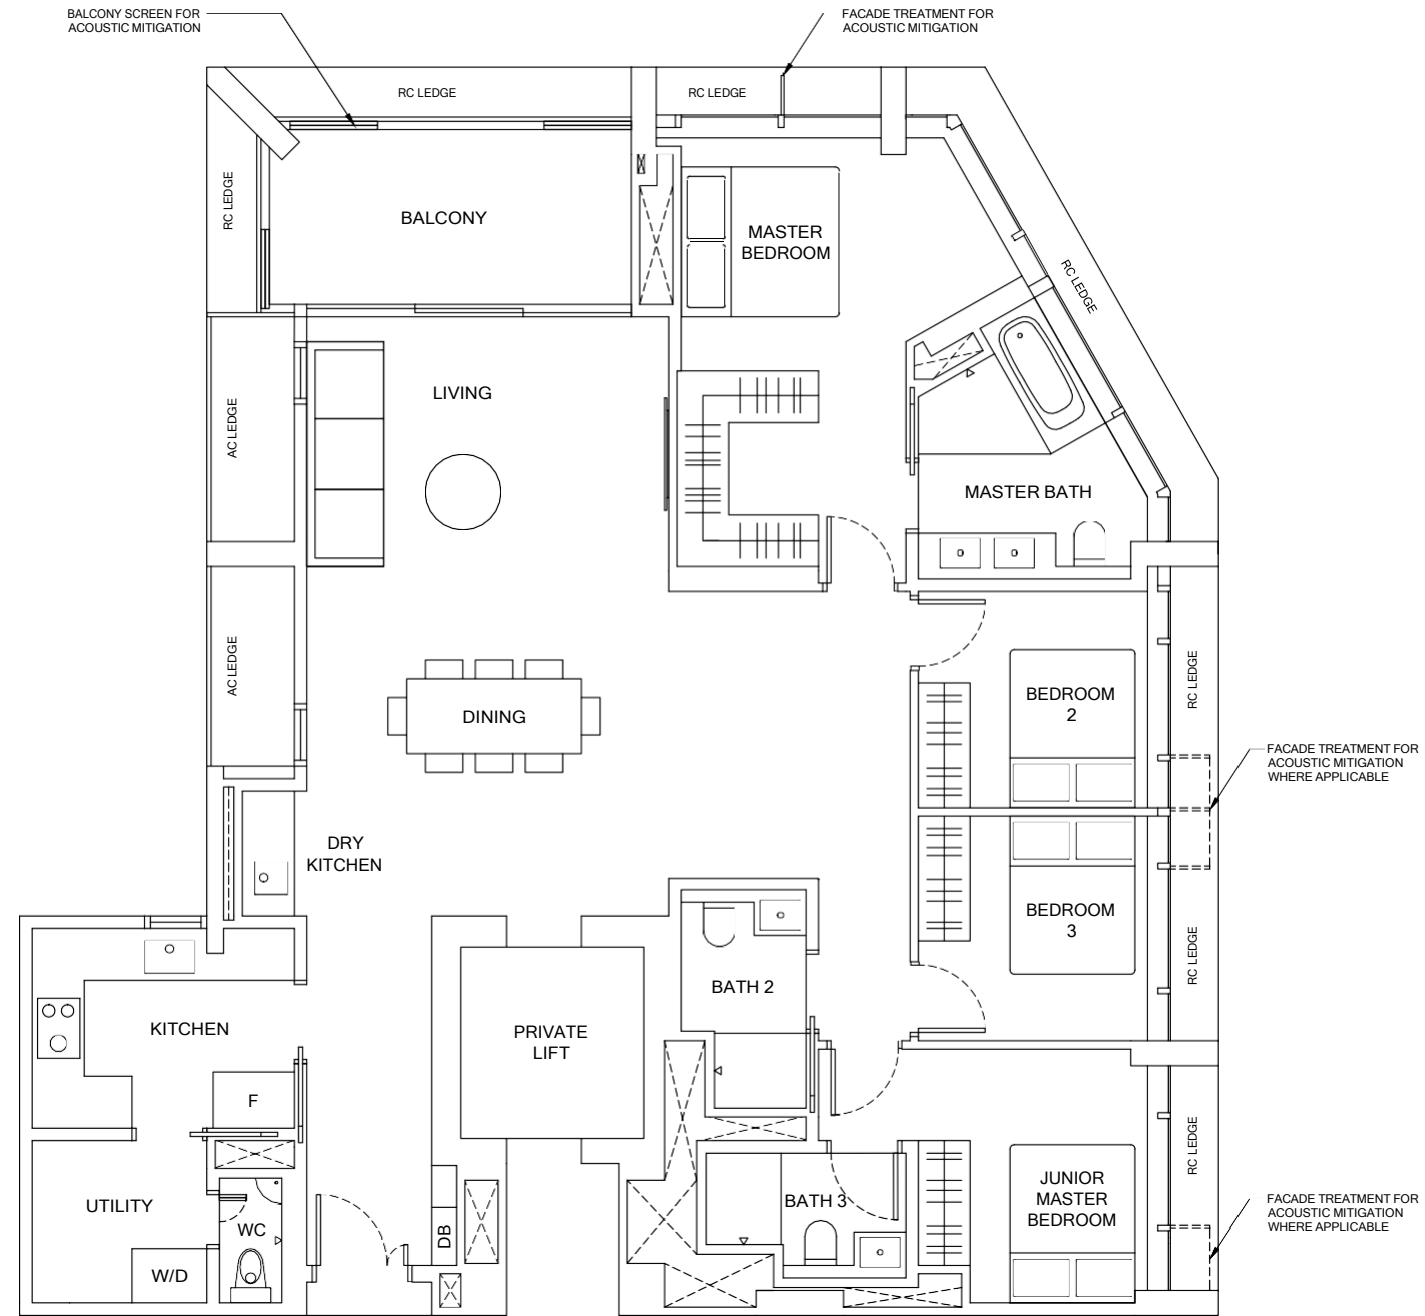 BALCONY SCREEN FOR
ACOUSTIC MITIGATION
FACADE TREATMENT FOR
ACOUSTIC MITIGATION
RC LEDGE
RC LEDGE
RC LEDGE
BALCONY
MASTER
BEDROOM
RC LEDGE
LIVING
AC LEDGE
MASTER BATH
AC LEDGE
DINING
BEDROOM
2
RC LEDGE
FACADE TREATMENT FOR
ACOUSTIC MITIGATION
WHERE APPLICABLE
DRY
KITCHEN
BEDROOM
3
RC LEDGE
BATH 2
KITCHEN
PRIVATE
LIFT
F
RC LEDGE
UTILITY
WC
DB
BATH 3
JUNIOR
MASTER
BEDROOM
FACADE TREATMENT FOR
ACOUSTIC MITIGATION
WHERE APPLICABLE
W/D